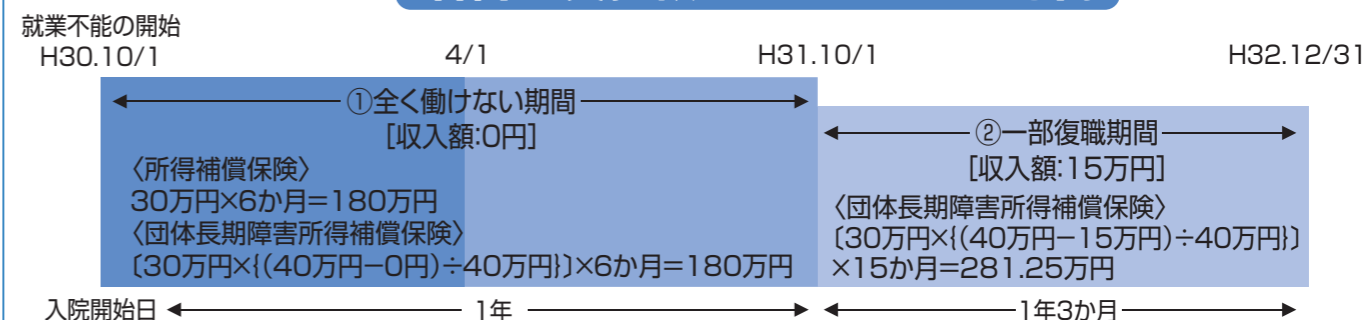 就業不能の開始
H30.10/1
4/1
H31.10/1
H32.12/31
①全く働けない期間
[収入額:0円]
〈所得補償保険〉
30万円×6か月=180万円
〈団体長期障害所得補償保険〉
〔30万円×{(40万円−0円)÷40万円}〕×6か月=180万円
②一部復職期間
[収入額:15万円]
〈団体長期障害所得補償保険〉
〔30万円×{(40万円−15万円)÷40万円}〕
×15か月=281.25万円
入院開始日
1年
1年3か月